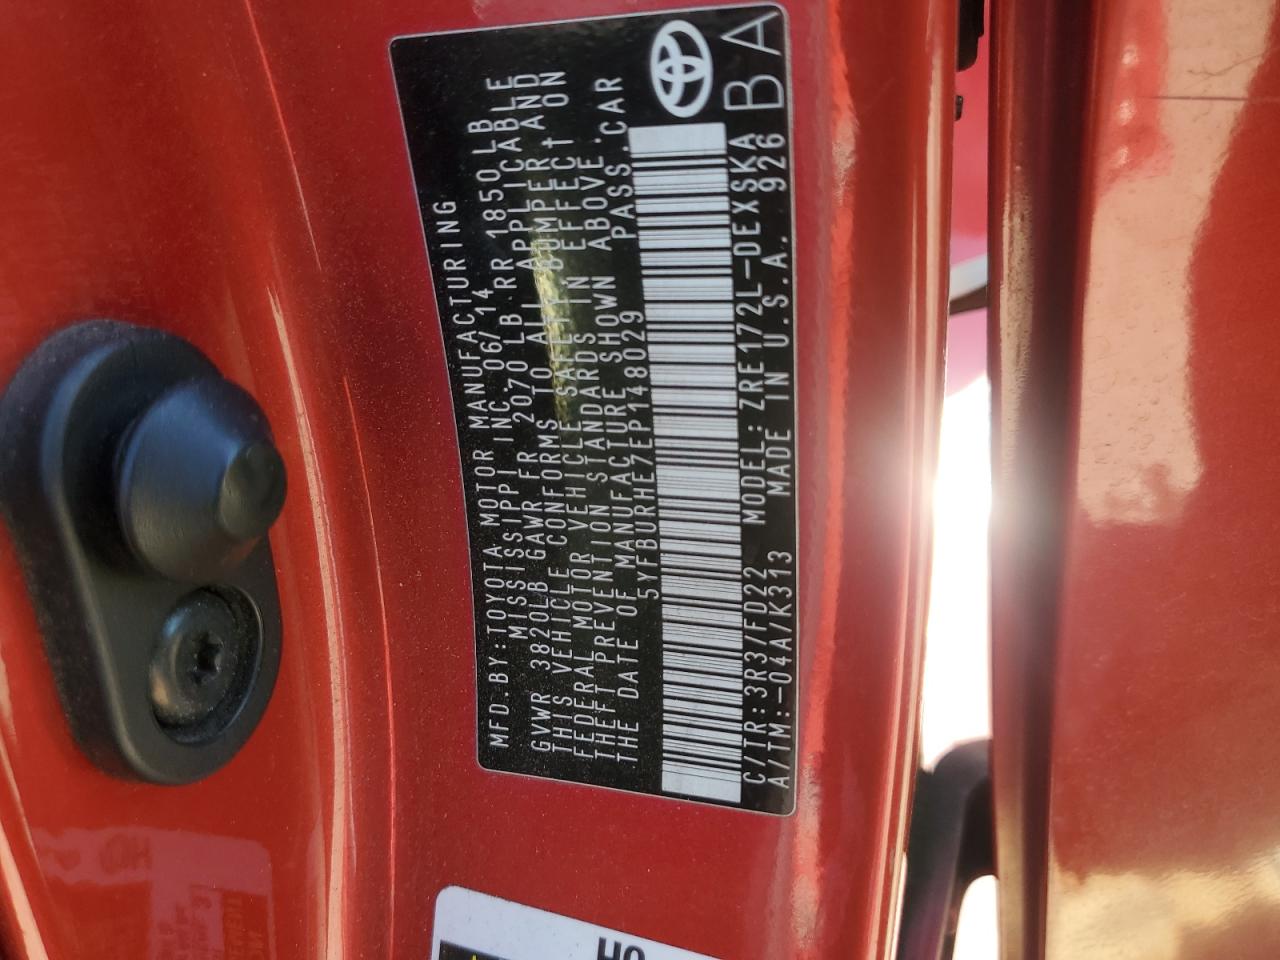 MFD.BY:TOYOTA MOTOR MANUFACTURING
MISSISSIPPI INC. 06/14
GVWR 3820LB GAWR FR 2070 LB RR 1850 LB
THIS VEHICLE CONFORMS TO ALL APPLICABLE
FEDERAL MOTOR VEHICLE SAFETY, BUMPER, AND
THEFT PREVENTION STANDARDS IN EFFECT ON
THE DATE OF MANUFACTURE SHOWN ABOVE.
5YFBURHE7EP148029 PASS.CAR
C/TR:3R3/FD22 MODEL:ZRE172L-DEXSKA
A/TM:-04A/K313 MADE IN U.S.A. 926
BA
HO